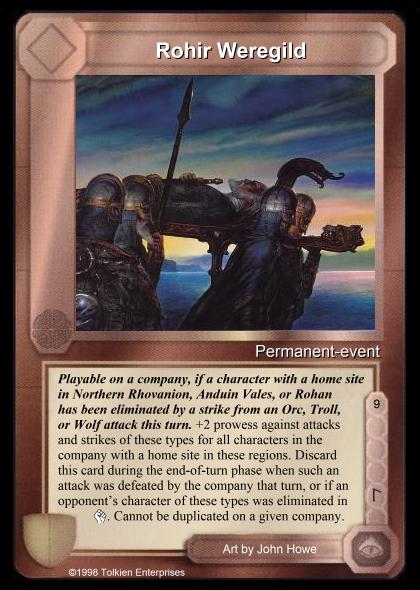 Rohir Weregild
Permanent-event
Playable on a company, if a character with a home site
in Northern Rhovanion, Anduin Vales, or Rohan
has been eliminated by a strike from an Orc, Troll,
or Wolf attack this turn. +2 prowess against attacks
and strikes of these types for all characters in the
company with a home site in these regions. Discard
this card during the end-of-turn phase when such an
attack was defeated by the company that turn, or if an
opponent's character of these types was eliminated in
. Cannot be duplicated on a given company.
9
Art by John Howe
©1998 Tolkien Enterprises